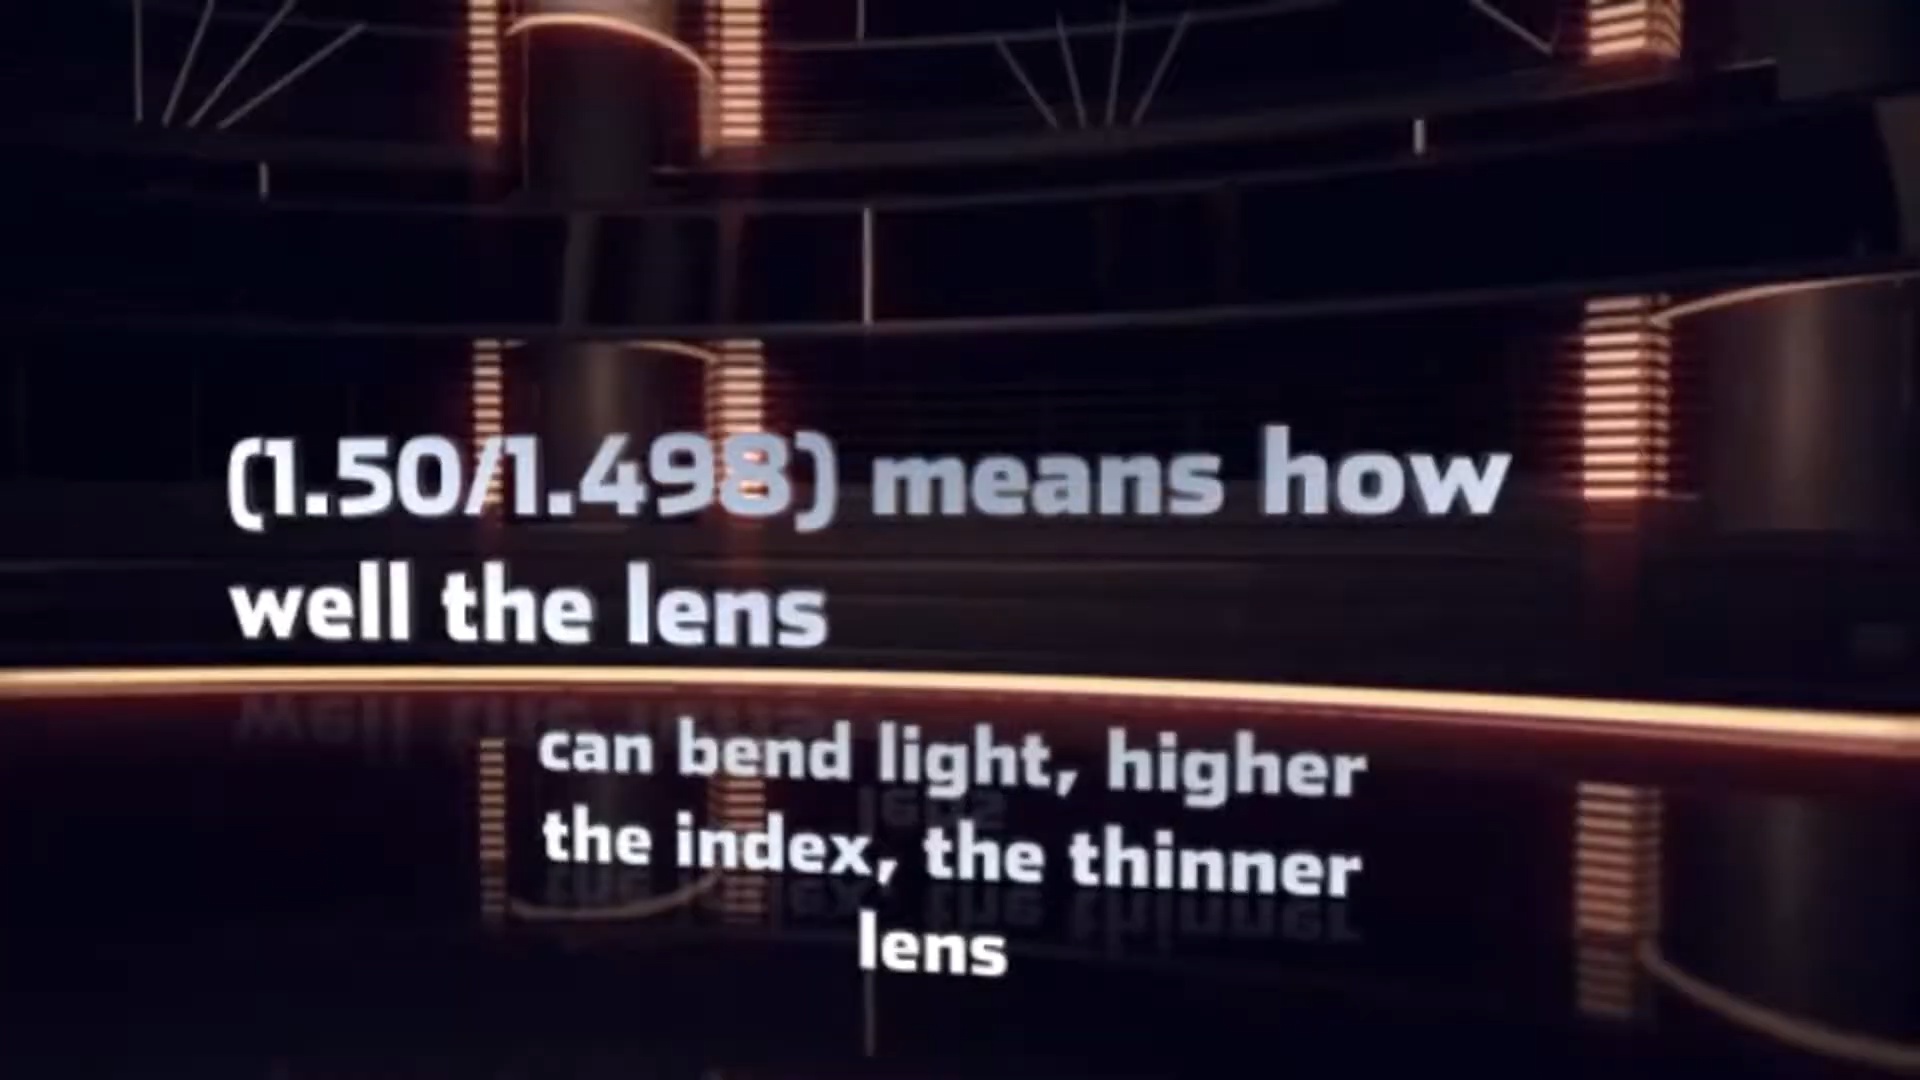 (1.50/1.498) means how
well the lens
can bend light, higher
the index, the thinner
lens